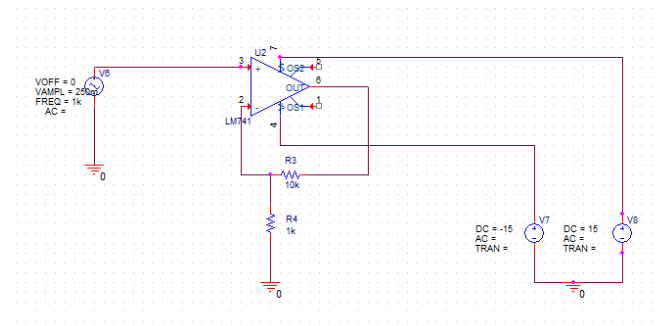 U2
7
3
+
OS2
5
V6
OUT
6
VOFF = 0
VAMPL = 250m
FREQ = 1k
AC =
2
-
OS1
1
LM741
4
R3
10k
0
R4
1k
V7
DC = -15
AC =
TRAN =
V8
DC = 15
AC =
TRAN =
0
0